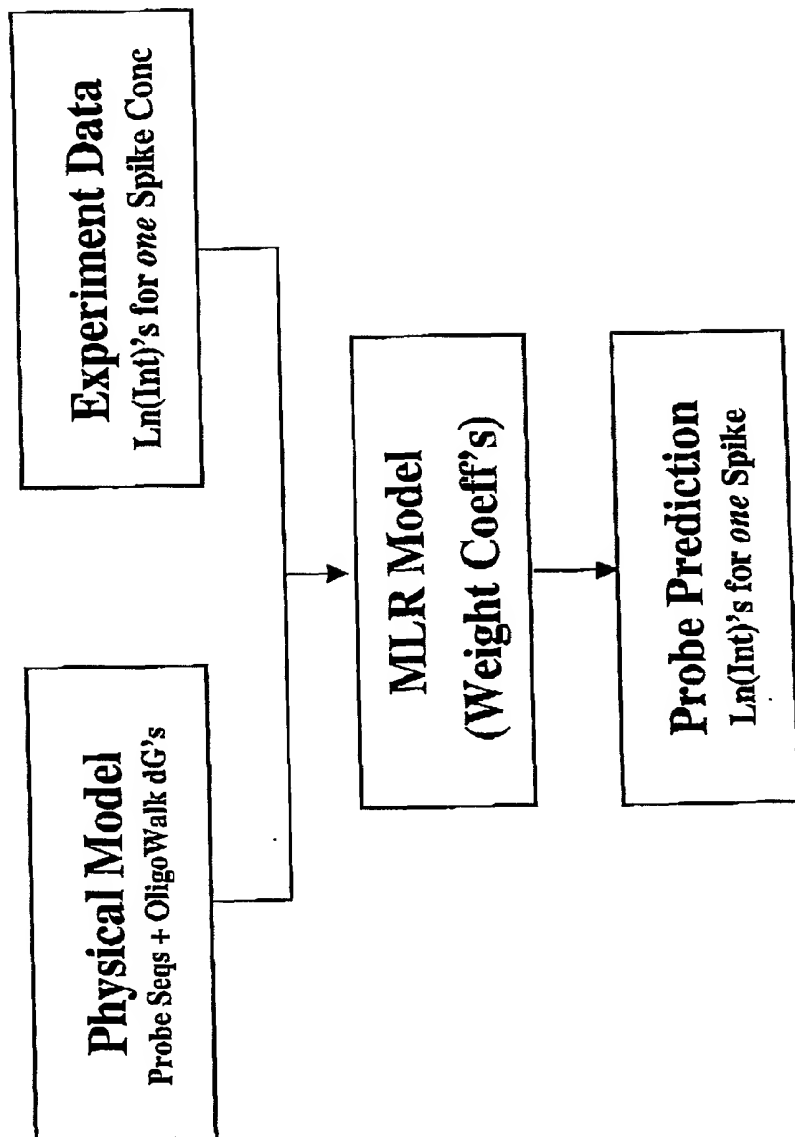 Physical Model
Probe Seqs + OligoWalk dG's
Experiment Data
Ln(Int)'s for one Spike Conc
MLR Model
(Weight Coeff's)
Probe Prediction
Ln(Int)'s for one Spike